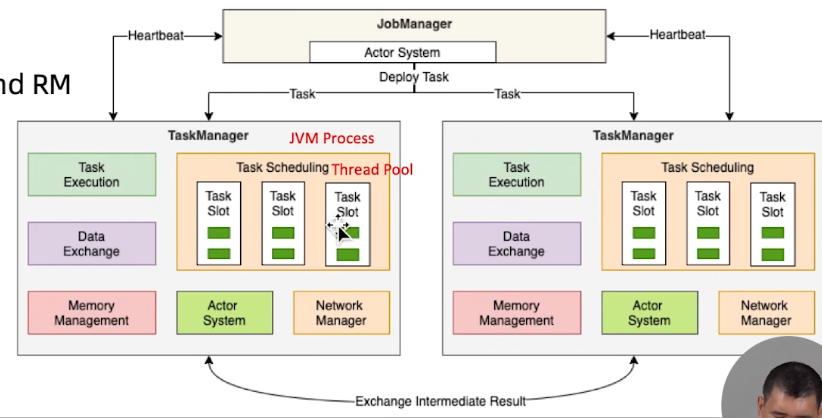 JobManager
Heartbeat
Actor System
Heartbeat
Deploy Task
nd RM
Task
Task
TaskManager
JVM Process
Task
Execution
Task Scheduling
Thread Pool
Task
Slot
Task
Slot
Task
Slot
Data
Exchange
Memory
Management
Actor
System
Network
Manager
TaskManager
Task
Execution
Task Scheduling
Task
Slot
Task
Slot
Task
Slot
Data
Exchange
Memory
Management
Actor
System
Network
Manager
Exchange Intermediate Result